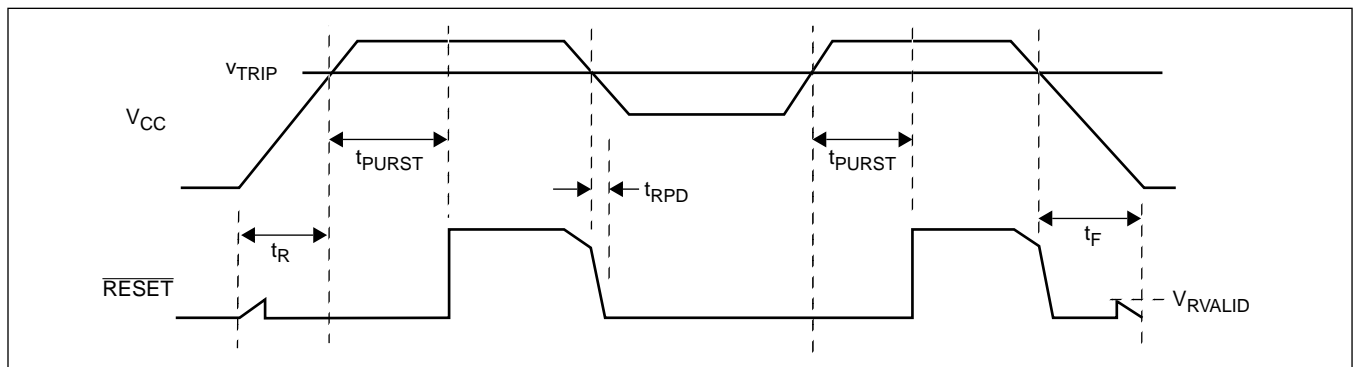 vTRIP
VCC
tPURST
tPURST
tRPD
tR
tF
RESET
VRVALID